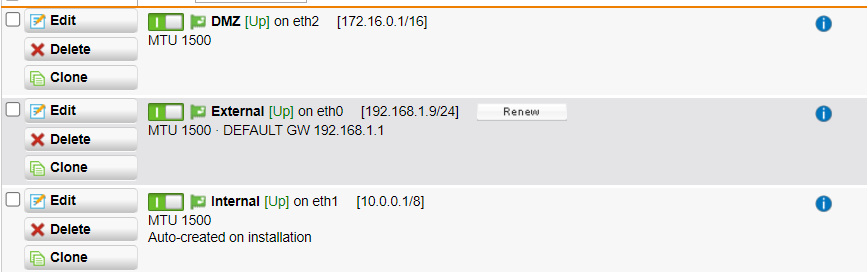 Edit
DMZ [Up] on eth2 [172.16.0.1/16]
MTU 1500
Delete
Clone
Edit
External [Up] on eth0 [192.168.1.9/24] Renew
MTU 1500 · DEFAULT GW 192.168.1.1
Delete
Clone
Edit
Internal [Up] on eth1 [10.0.0.1/8]
MTU 1500
Delete
Auto-created on installation
Clone